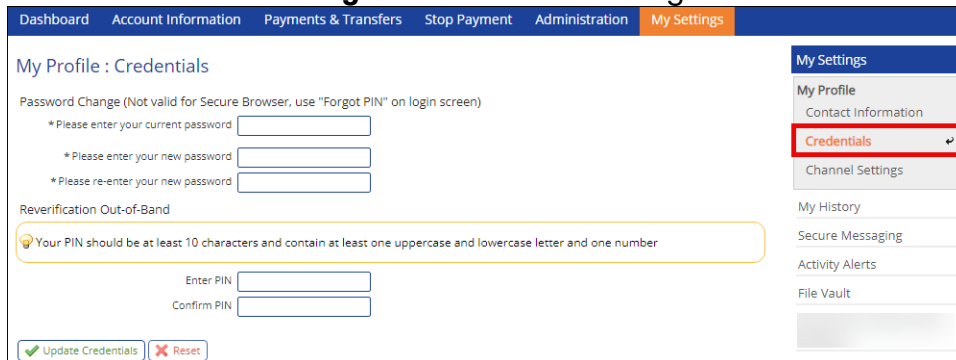 Dashboard Account Information Payments & Transfers Stop Payment Administration My Settings
My Profile : Credentials
Password Change (Not valid for Secure Browser, use "Forgot PIN" on login screen)
* Please enter your current password
* Please enter your new password
* Please re-enter your new password
Reverification Out-of-Band
Your PIN should be at least 10 characters and contain at least one uppercase and lowercase letter and one number
Enter PIN
Confirm PIN
Update Credentials Reset
My Settings
My Profile
Contact Information
Credentials
Channel Settings
My History
Secure Messaging
Activity Alerts
File Vault